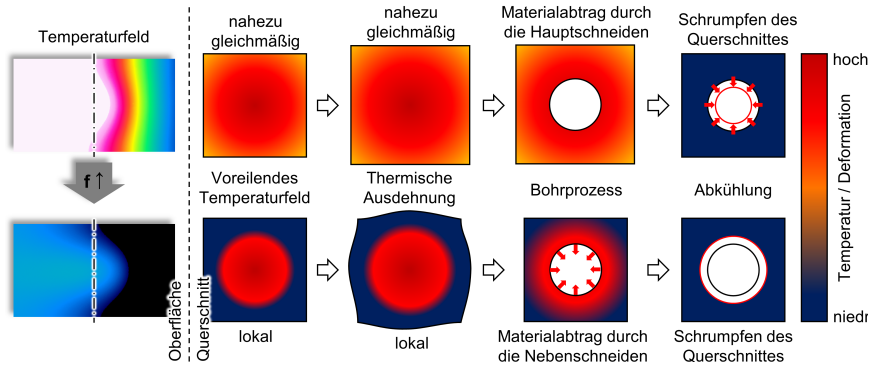 Temperaturfeld
f ↑
Oberfläche
Querschnitt
nahezu
gleichmäßig
nahezu
gleichmäßig
Materialabtrag durch
die Hauptschneiden
Schrumpfen des
Querschnittes
Voreilendes
Temperaturfeld
Thermische
Ausdehnung
Bohrprozess
Abkühlung
lokal
lokal
Materialabtrag durch
die Nebenschneiden
Schrumpfen des
Querschnittes
hoch
Temperatur / Deformation
niedr